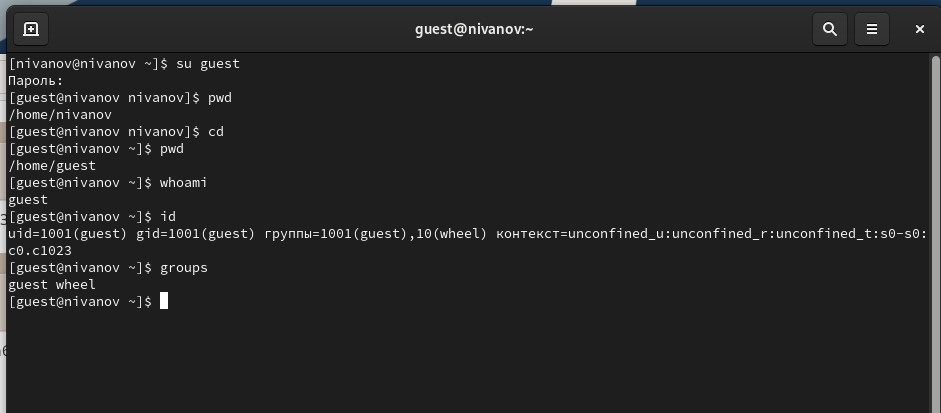 guest@nivanov:~
[nivanov@nivanov ~]$ su guest
Пароль:
[guest@nivanov nivanov]$ pwd
/home/nivanov
[guest@nivanov nivanov]$ cd
[guest@nivanov ~]$ pwd
/home/guest
[guest@nivanov ~]$ whoami
guest
[guest@nivanov ~]$ id
uid=1001(guest) gid=1001(guest) группы=1001(guest),10(wheel) контекст=unconfined_u:unconfined_r:unconfined_t:s0-s0:
c0.c1023
[guest@nivanov ~]$ groups
guest wheel
[guest@nivanov ~]$